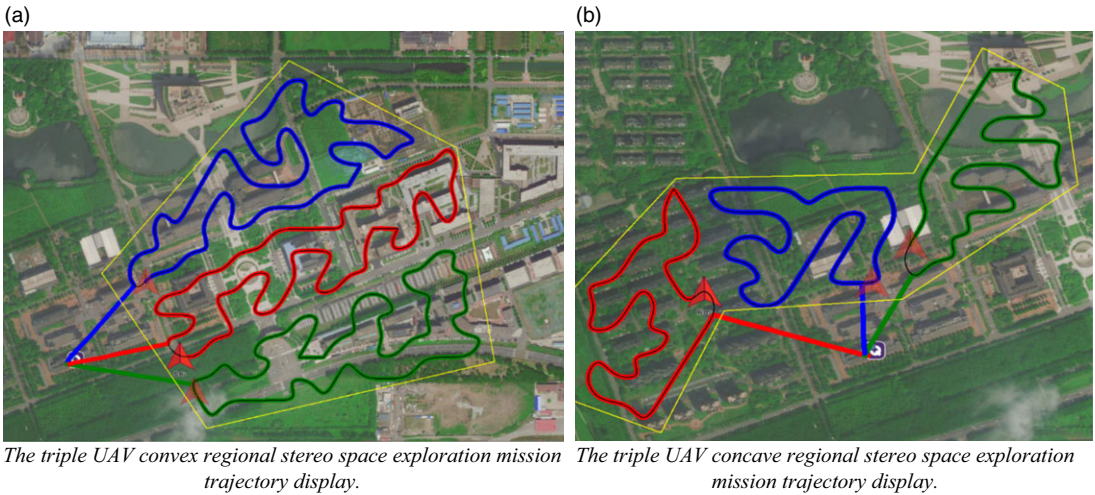 (a)
(b)
The triple UAV convex regional stereo space exploration mission
trajectory display.
The triple UAV concave regional stereo space exploration
mission trajectory display.